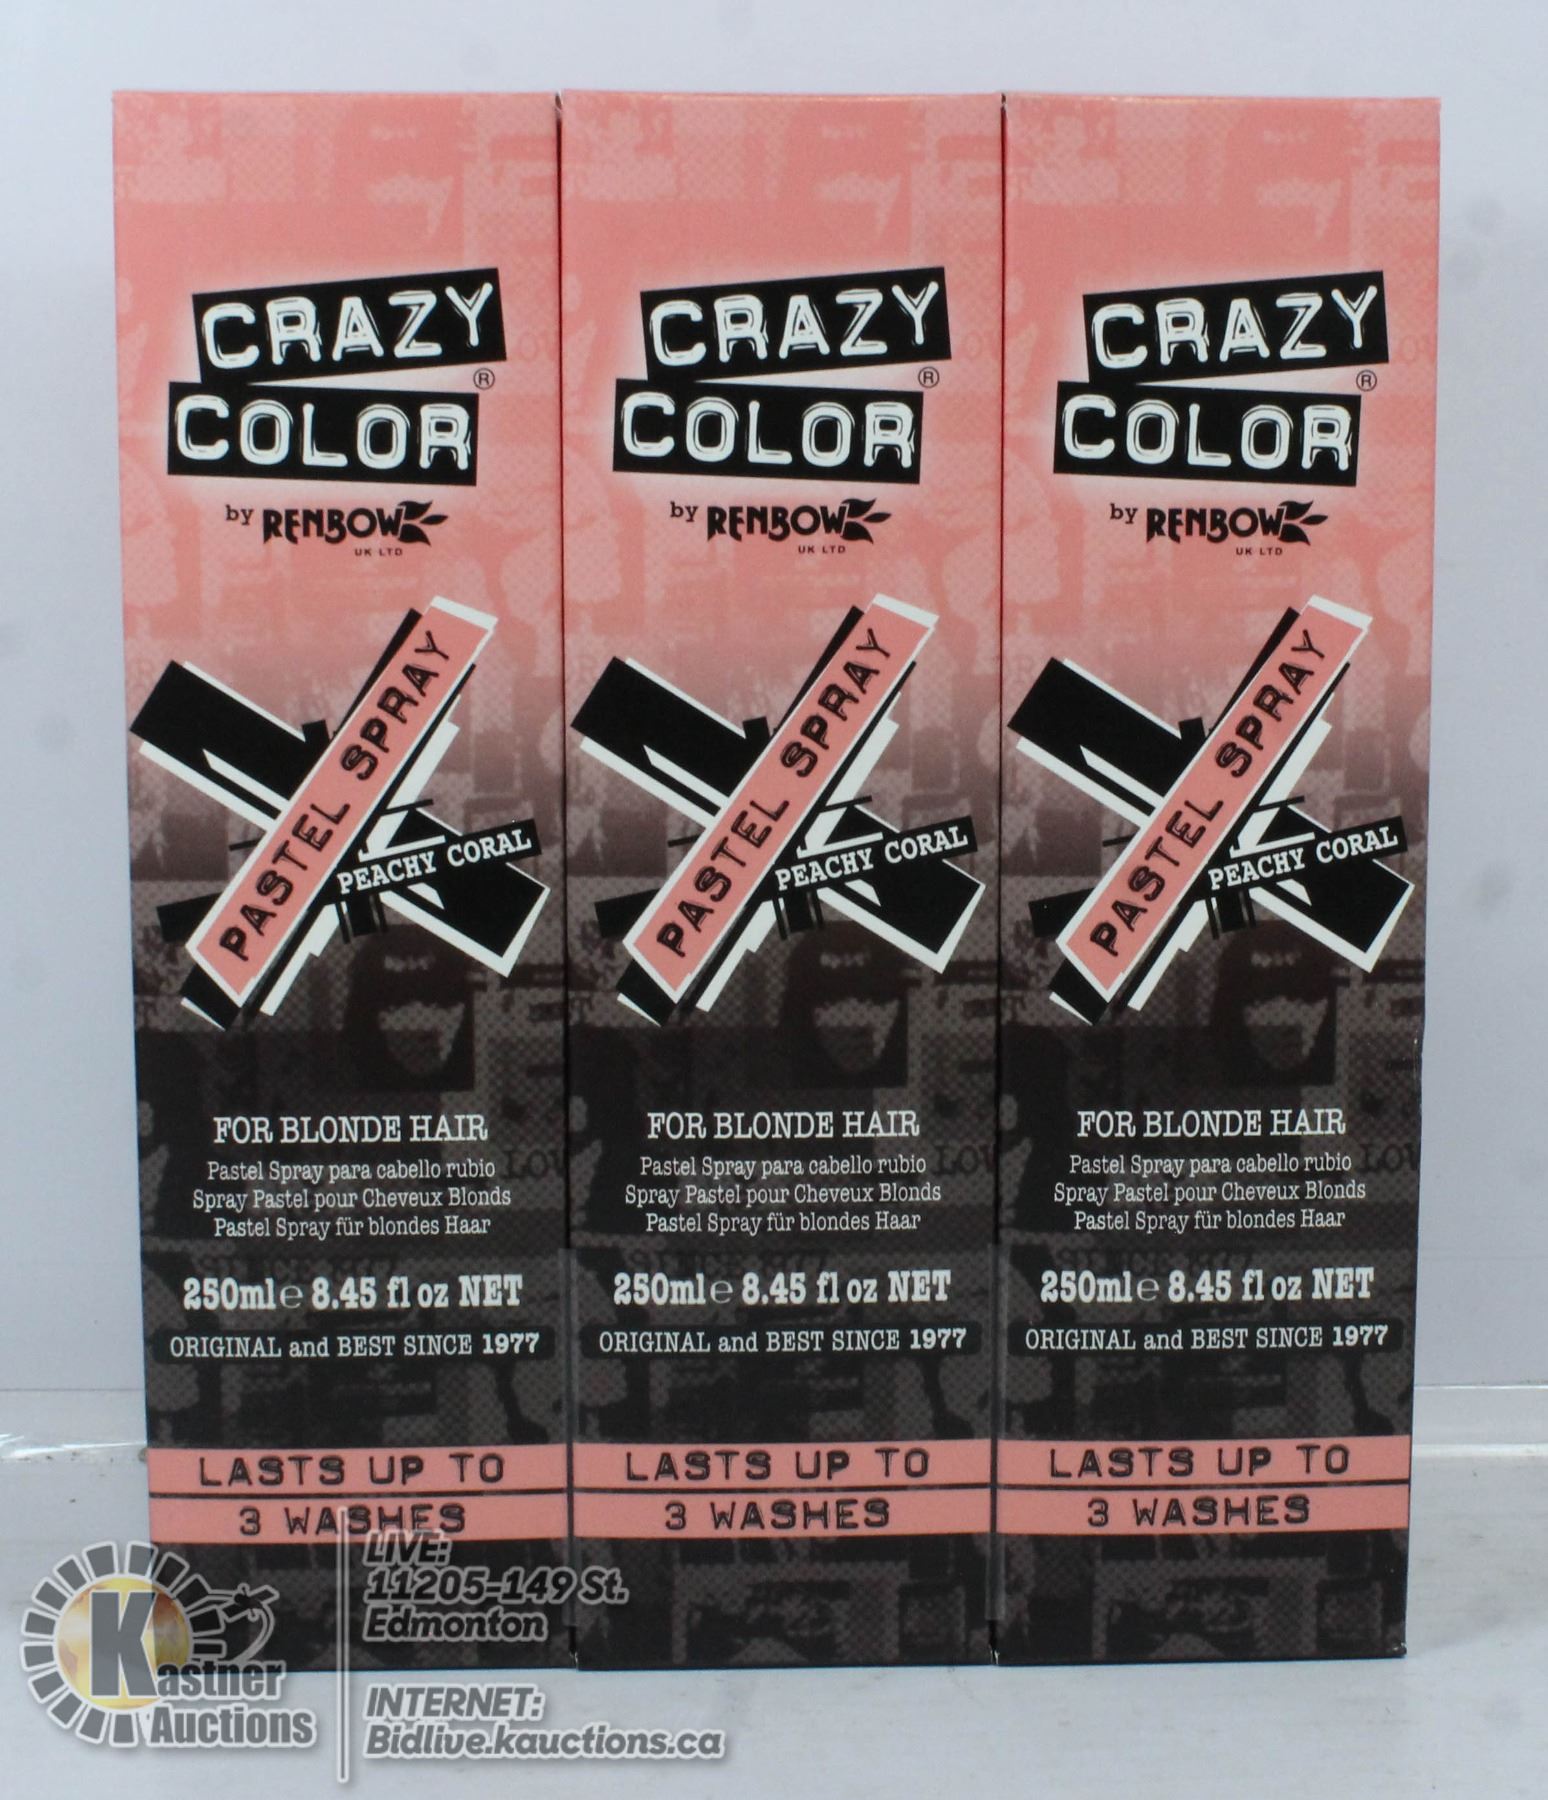 CRAZY
COLOR®
by RENBOW
UK LTD
PASTEL SPRAY
PEACHY CORAL
FOR BLONDE HAIR
Pastel Spray para cabello rubio
Spray Pastel pour Cheveux Blonds
Pastel Spray für blondes Haar
250ml e 8.45 fl oz NET
ORIGINAL and BEST SINCE 1977
LASTS UP TO
3 WASHES
CRAZY
COLOR®
by RENBOW
UK LTD
PASTEL SPRAY
PEACHY CORAL
FOR BLONDE HAIR
Pastel Spray para cabello rubio
Spray Pastel pour Cheveux Blonds
Pastel Spray für blondes Haar
250ml e 8.45 fl oz NET
ORIGINAL and BEST SINCE 1977
LASTS UP TO
3 WASHES
CRAZY
COLOR®
by RENBOW
UK LTD
PASTEL SPRAY
PEACHY CORAL
FOR BLONDE HAIR
Pastel Spray para cabello rubio
Spray Pastel pour Cheveux Blonds
Pastel Spray für blondes Haar
250ml e 8.45 fl oz NET
ORIGINAL and BEST SINCE 1977
LASTS UP TO
3 WASHES
Kastner
Auctions
LIVE:
11205-149 St.
Edmonton
INTERNET:
Bidlive.kauctions.ca